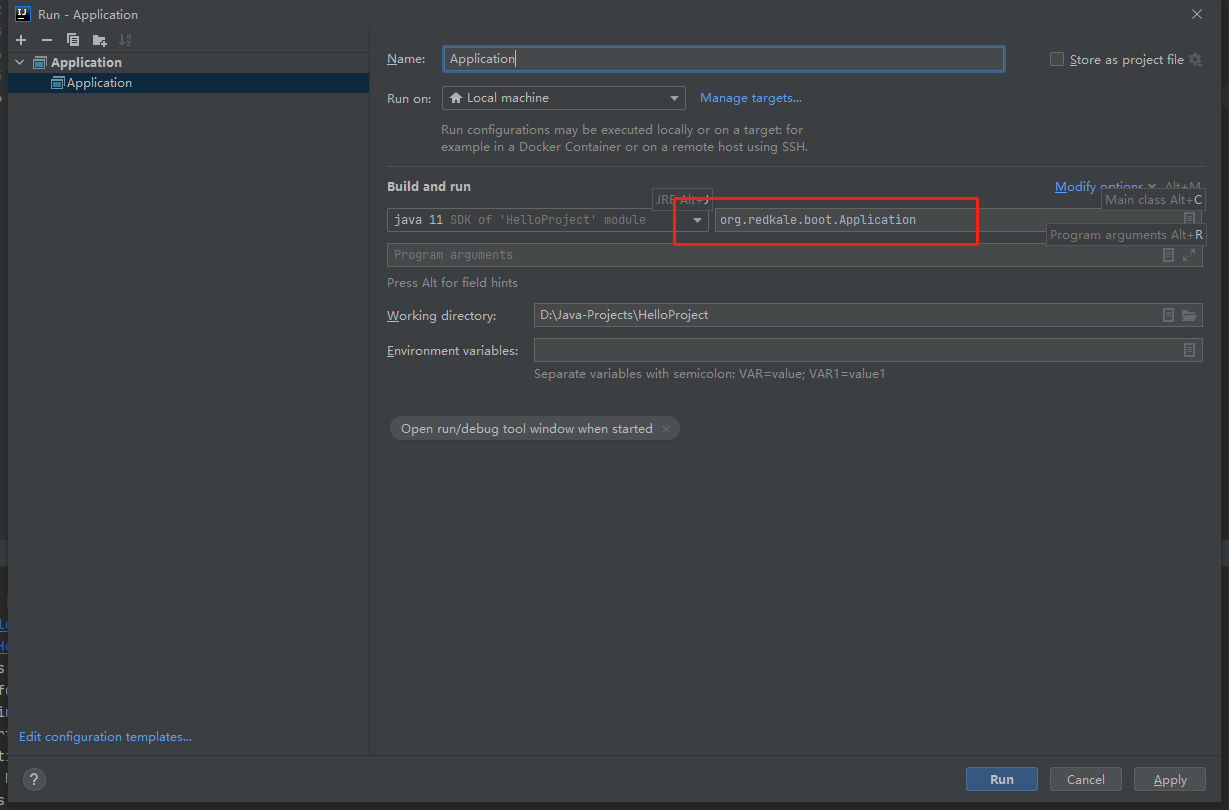 Run - Application
Application
Application
Name: Application
Store as project file
Run on: Local machine Manage targets...
Run configurations may be executed locally or on a target: for
example in a Docker Container or on a remote host using SSH.
Build and run
Modify options Alt+M
JRE Alt+J
Main class Alt+C
java 11 SDK of 'HelloProject' module
org.redkale.boot.Application
Program arguments Alt+R
Program arguments
Press Alt for field hints
Working directory: D:\Java-Projects\HelloProject
Environment variables:
Separate variables with semicolon: VAR=value; VAR1=value1
Open run/debug tool window when started
Edit configuration templates...
?
Run
Cancel
Apply